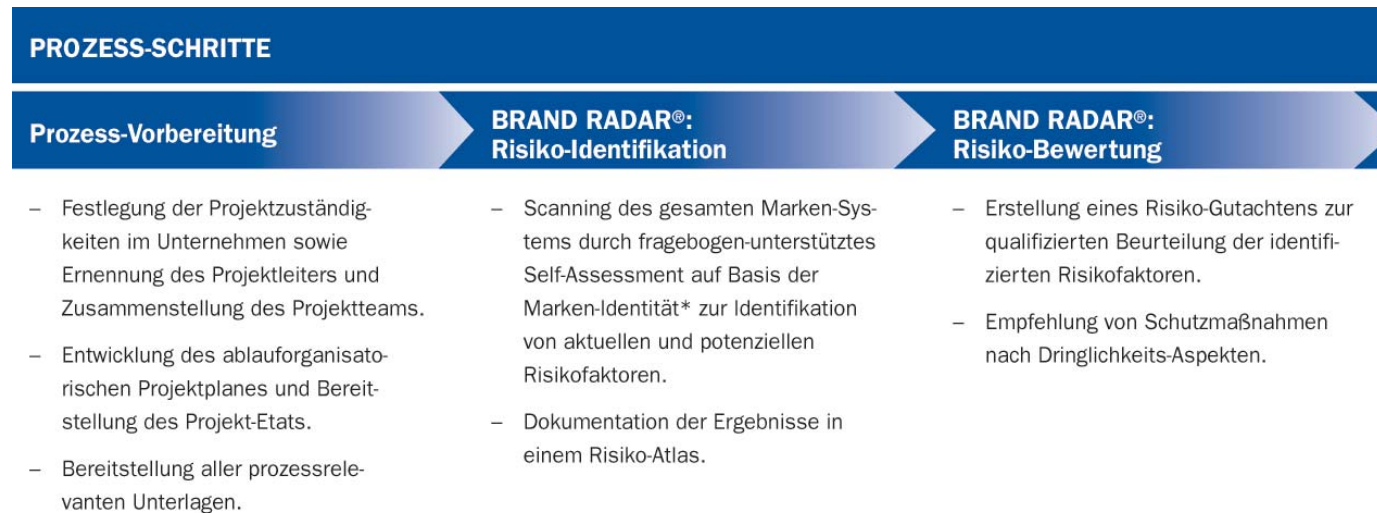 PROZESS-SCHRITTE
Prozess-Vorbereitung
– Festlegung der Projektzuständig-
keiten im Unternehmen sowie
Ernennung des Projektleiters und
Zusammenstellung des Projektteams.
– Entwicklung des ablauforganisato-
rischen Projektplanes und Bereit-
stellung des Projekt-Etats.
– Bereitstellung aller prozessrele-
vanten Unterlagen.
BRAND RADAR®:
Risiko-Identifikation
– Scanning des gesamten Marken-Sys-
tems durch fragebogen-unterstütztes
Self-Assessment auf Basis der
Marken-Identität* zur Identifikation
von aktuellen und potenziellen
Risikofaktoren.
– Dokumentation der Ergebnisse in
einem Risiko-Atlas.
BRAND RADAR®:
Risiko-Bewertung
– Erstellung eines Risiko-Gutachtens zur
qualifizierten Beurteilung der identifi-
zierten Risikofaktoren.
– Empfehlung von Schutzmaßnahmen
nach Dringlichkeits-Aspekten.